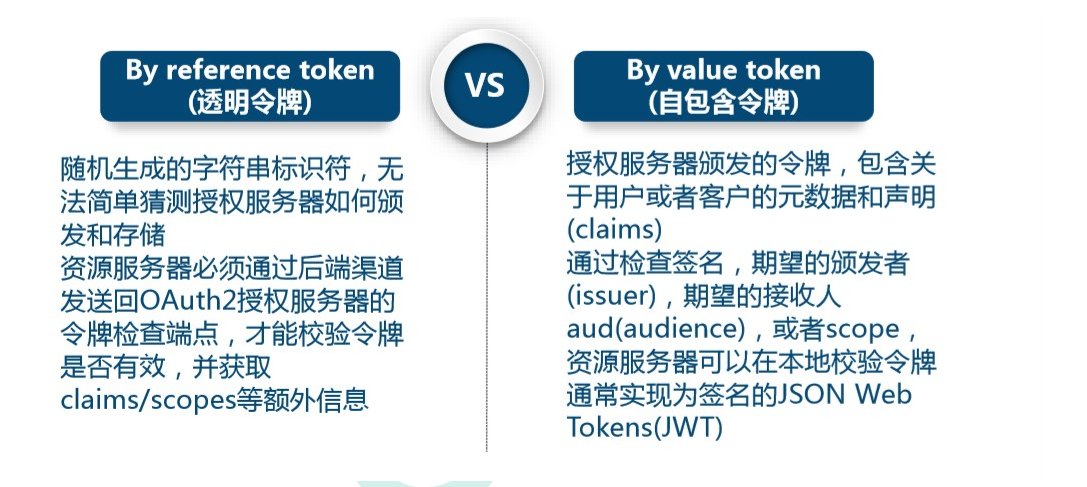 By reference token
(透明令牌)
VS
By value token
(自包含令牌)
随机生成的字符串标识符，无
法简单猜测授权服务器如何颁
发和存储
资源服务器必须通过后端渠道
发送回OAuth2授权服务器的
令牌检查端点，才能校验令牌
是否有效，并获取
claims/scopes等额外信息
授权服务器颁发的令牌，包含关
于用户或者客户的元数据和声明
(claims)
通过检查签名，期望的颁发者
(issuer)，期望的接收人
aud(audience)，或者scope，
资源服务器可以在本地校验令牌
通常实现为签名的JSON Web
Tokens(JWT)